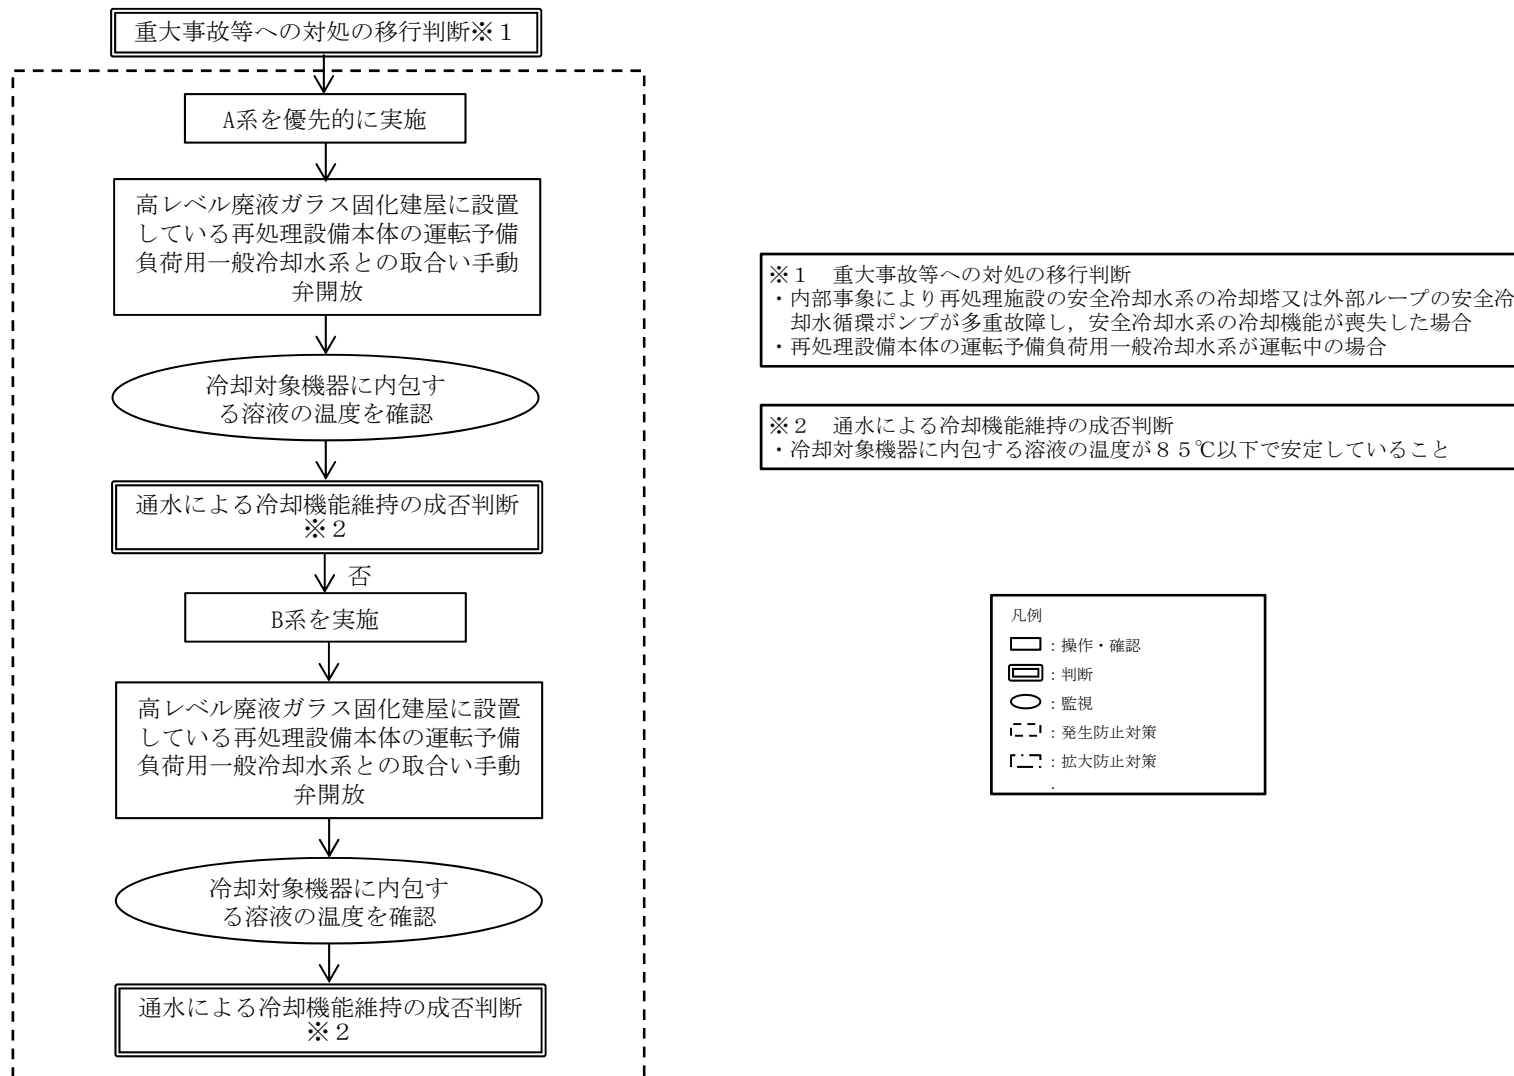 重大事故等への対処の移行判断※１
A系を優先的に実施
高レベル廃液ガラス固化建屋に設置
している再処理設備本体の運転予備
負荷用一般冷却水系との取合い手動
弁開放
冷却対象機器に内包す
る溶液の温度を確認
通水による冷却機能維持の成否判断
※２
否
B系を実施
高レベル廃液ガラス固化建屋に設置
している再処理設備本体の運転予備
負荷用一般冷却水系との取合い手動
弁開放
冷却対象機器に内包す
る溶液の温度を確認
通水による冷却機能維持の成否判断
※２
※１　重大事故等への対処の移行判断
・内部事象により再処理施設の安全冷却水系の冷却塔又は外部ループの安全冷
却水循環ポンプが多重故障し，安全冷却水系の冷却機能が喪失した場合
・再処理設備本体の運転予備負荷用一般冷却水系が運転中の場合
※２　通水による冷却機能維持の成否判断
・冷却対象機器に内包する溶液の温度が８５℃以下で安定していること
凡例
：操作・確認
：判断
：監視
：発生防止対策
：拡大防止対策
.